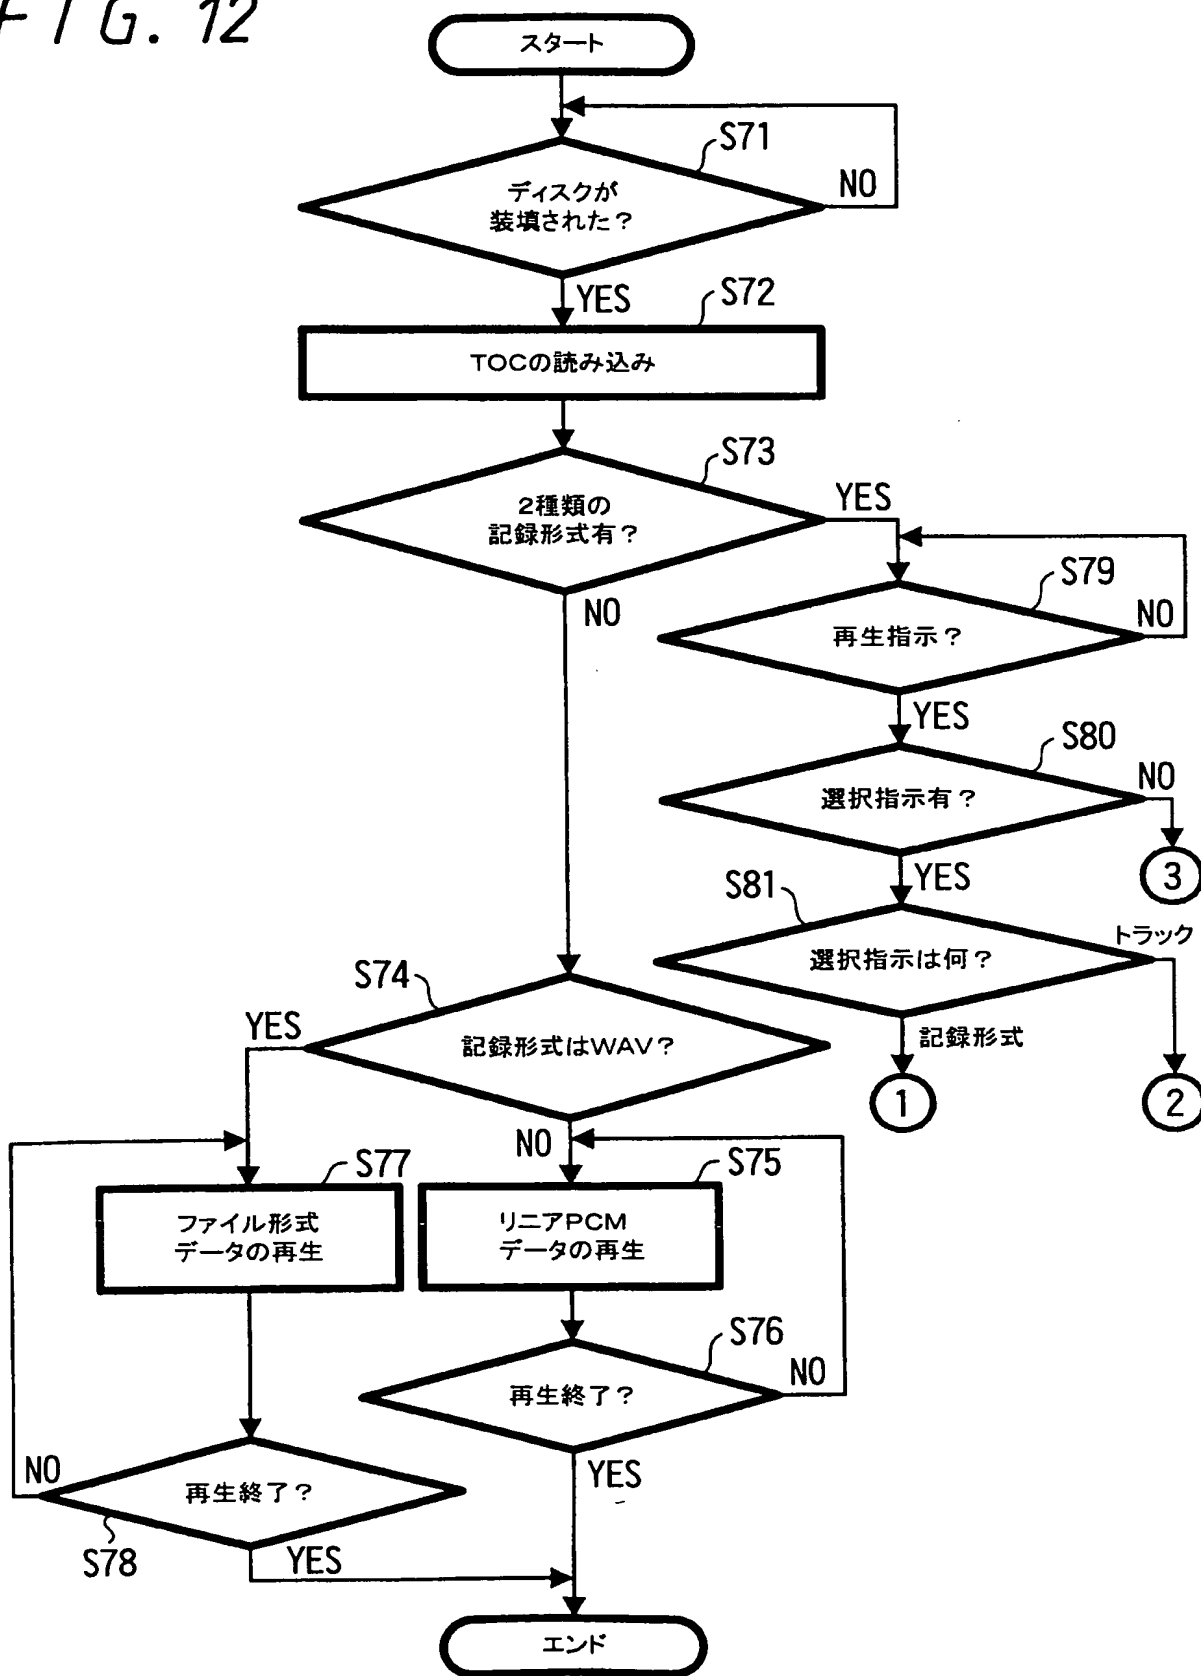 FIG. 12
スタート
S71
ディスクが
装填された?
NO
YES
S72
TOCの読み込み
S73
2種類の
記録形式有?
YES
NO
S79
再生指示?
NO
YES
S80
選択指示有?
NO
3
YES
S81
選択指示は何?
トラック
記録形式
1
2
S74
記録形式はWAV?
YES
NO
S77
ファイル形式
データの再生
S75
リニアPCM
データの再生
S76
再生終了?
NO
YES
S78
再生終了?
NO
YES
エンド